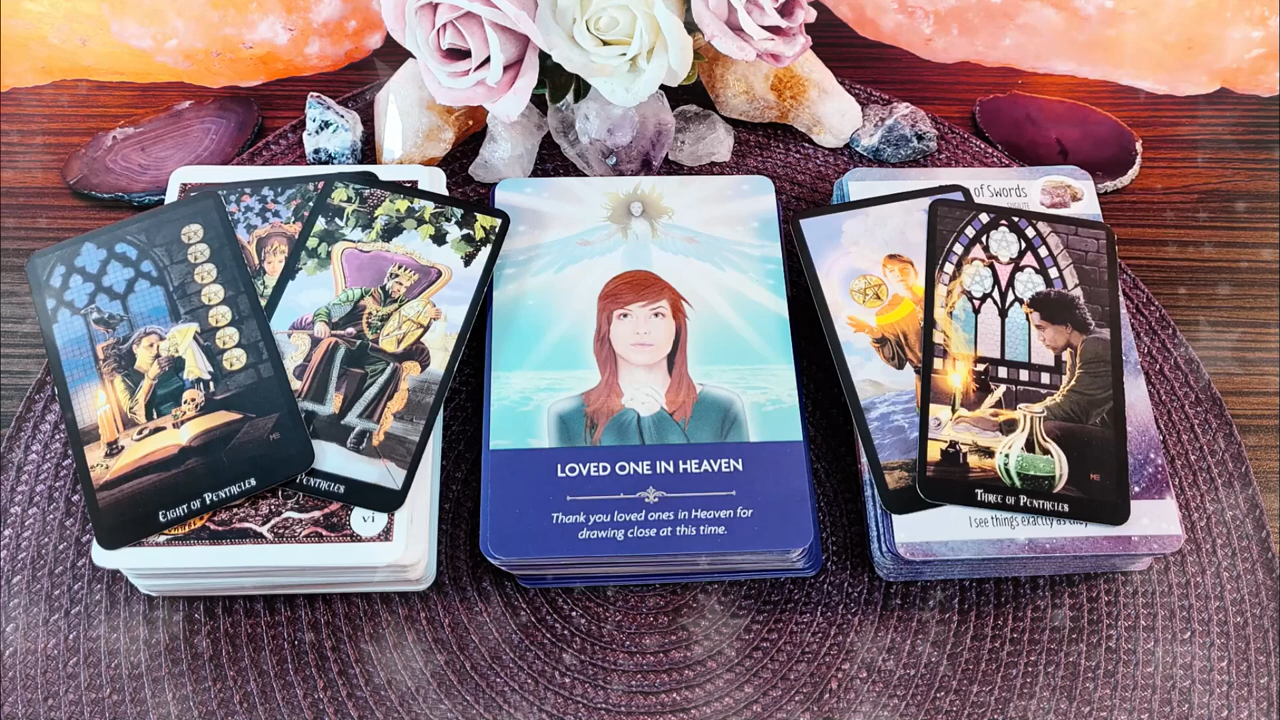 EIGHT OF PENTACLES
PENTACLES
vi
LOVED ONE IN HEAVEN
Thank you loved ones in Heaven for
drawing close at this time.
of Swords
THREE OF PENTACLES
I see things exactly as they